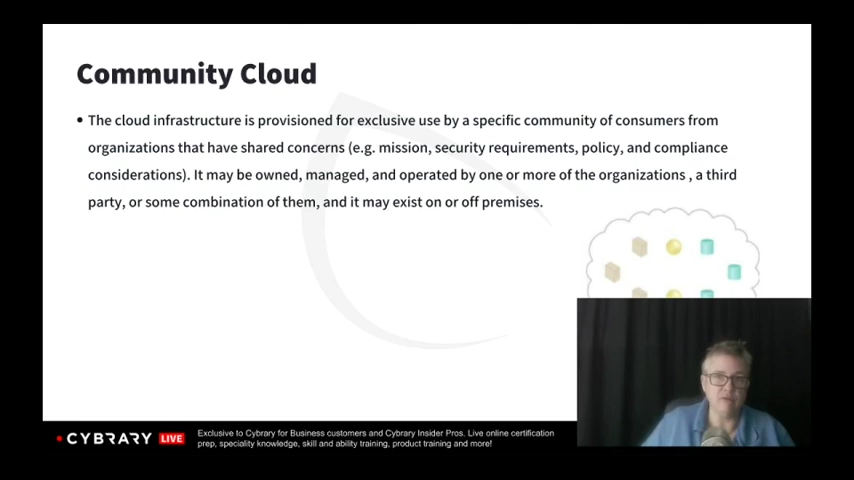 Community Cloud
• The cloud infrastructure is provisioned for exclusive use by a specific community of consumers from
organizations that have shared concerns (e.g. mission, security requirements, policy, and compliance
considerations). It may be owned, managed, and operated by one or more of the organizations , a third
party, or some combination of them, and it may exist on or off premises.
CYBRARY LIVE
Exclusive to Cybrary for Business customers and Cybrary Insider Pros. Live online certification
prep, speciality knowledge, skill and ability training, product training and more!